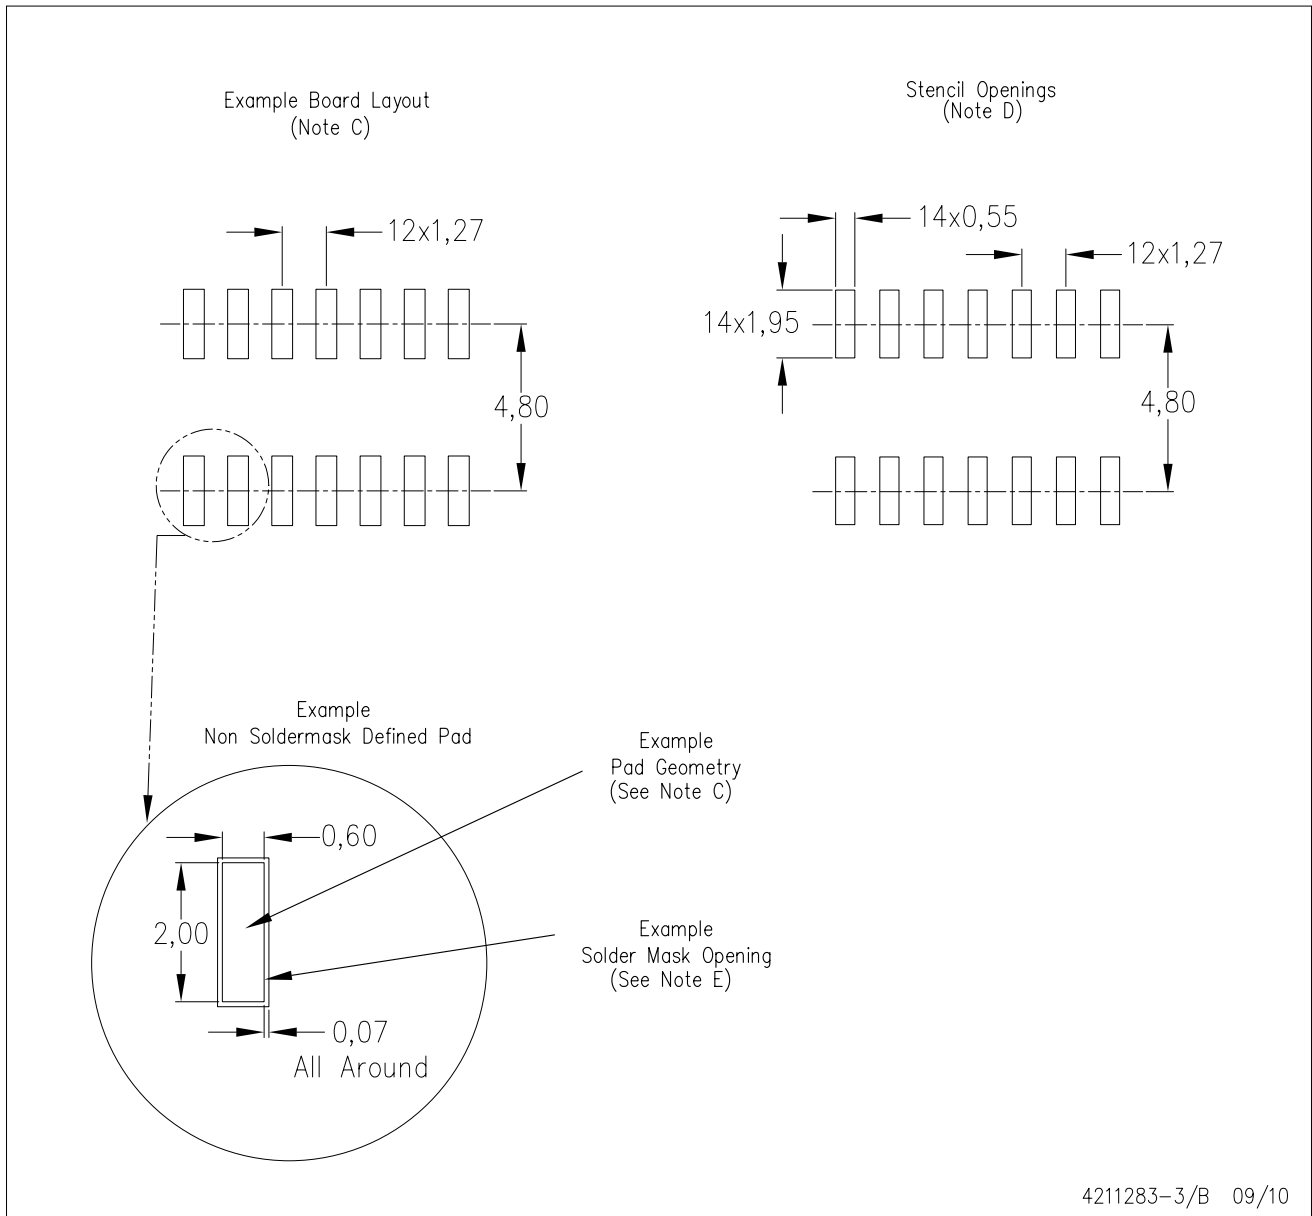 Example Board Layout
(Note C)
Stencil Openings
(Note D)
12x1,27
4,80
14x0,55
12x1,27
14x1,95
4,80
Example
Non Soldermask Defined Pad
Example
Pad Geometry
(See Note C)
0,60
2,00
Example
Solder Mask Opening
(See Note E)
0,07
All Around
4211283-3/B 09/10